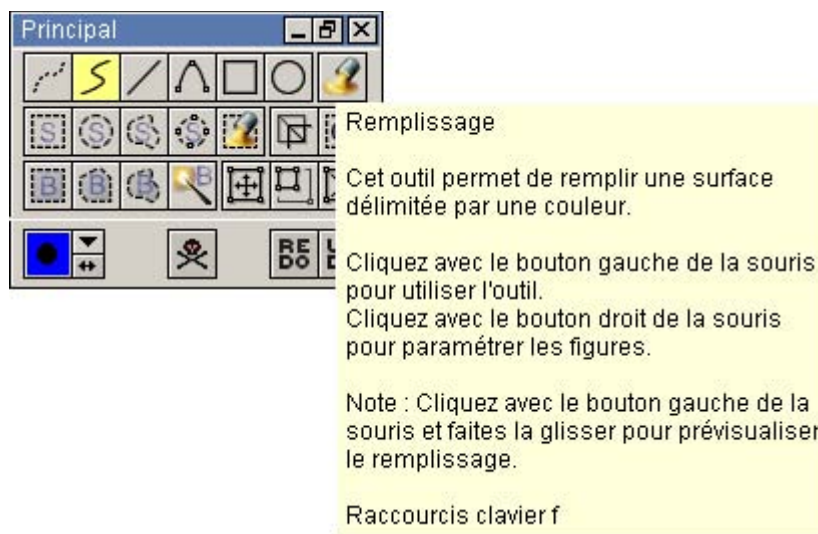 Principal
S S S S
B B B B
RE
DO
Remplissage
Cet outil permet de remplir une surface
délimitée par une couleur.
Cliquez avec le bouton gauche de la souris
pour utiliser l'outil.
Cliquez avec le bouton droit de la souris
pour paramétrer les figures.
Note : Cliquez avec le bouton gauche de la
souris et faites la glisser pour prévisualiser
le remplissage.
Raccourcis clavier f